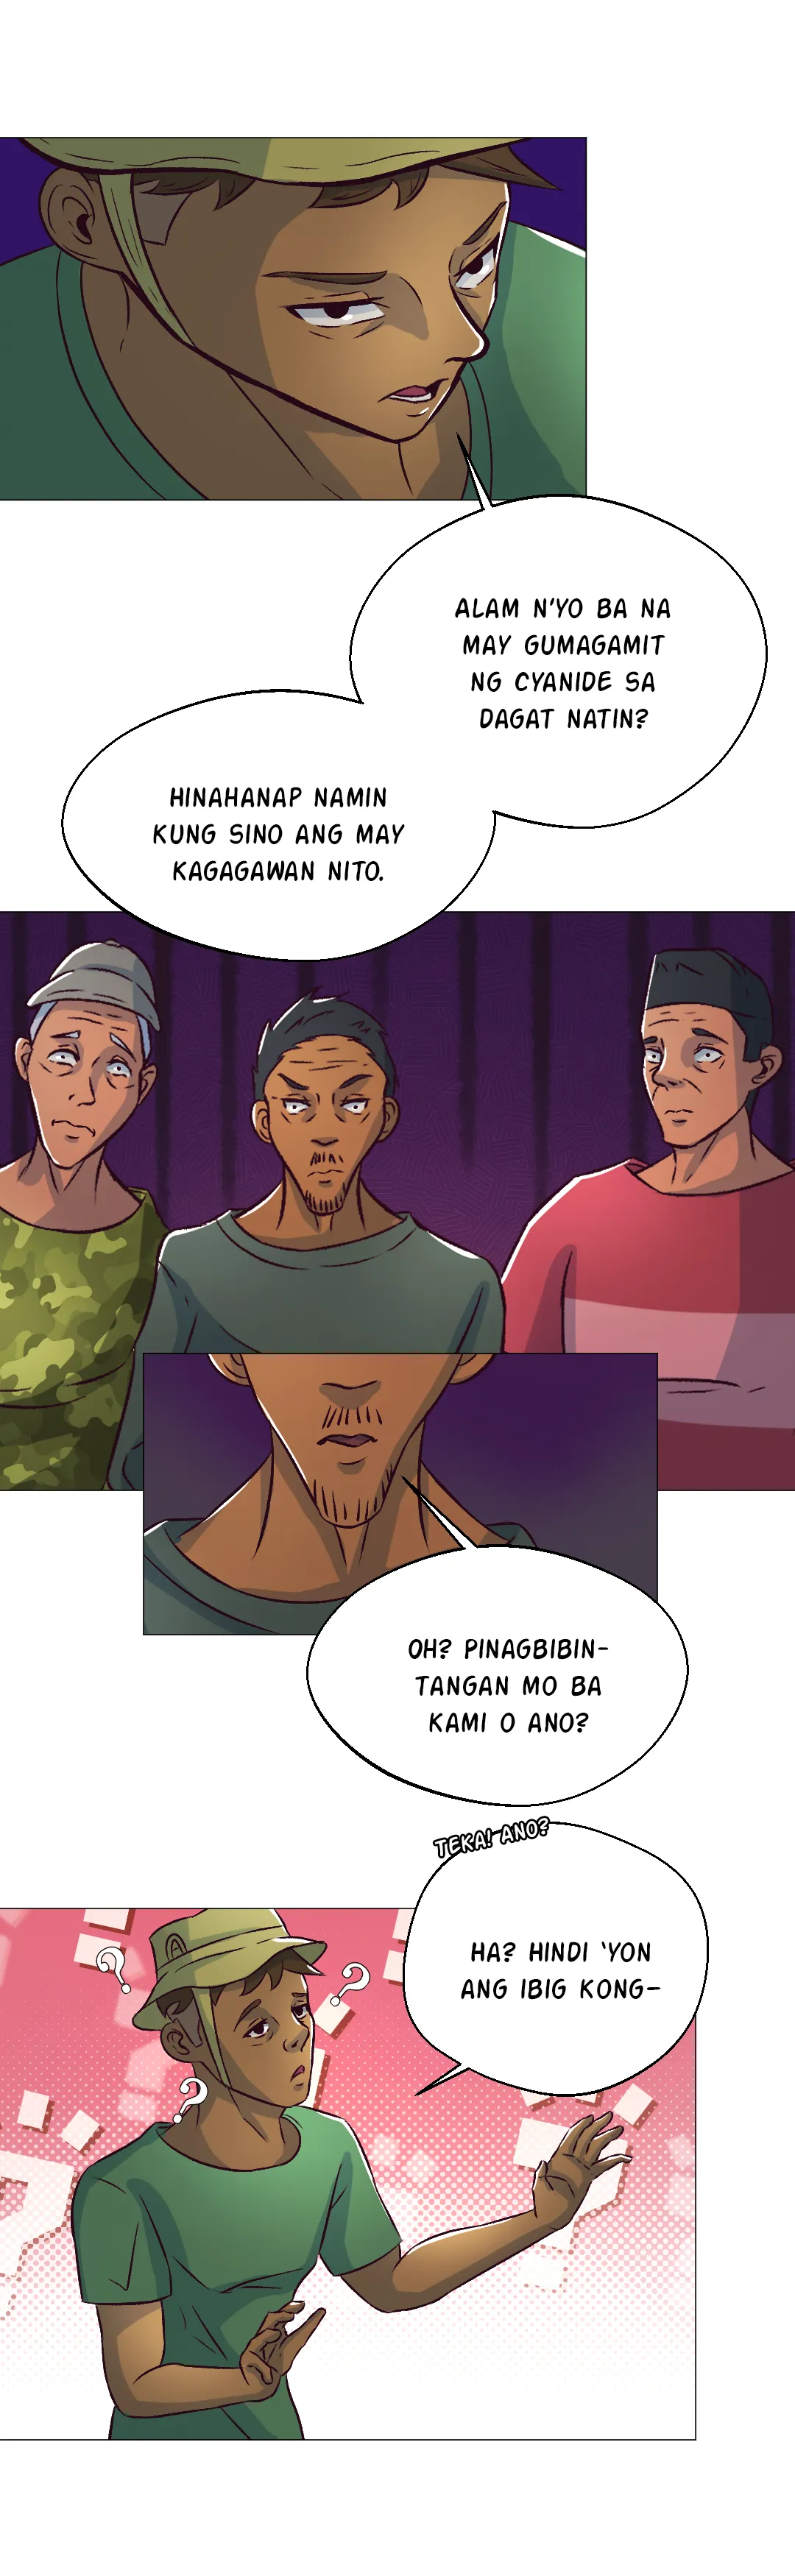 ALAM N'YO BA NA
MAY GUMAGAMIT
NG CYANIDE SA
DAGAT NATIN?
HINAHANAP NAMIN
KUNG SINO ANG MAY
KAGAGAWAN NITO.
OH? PINAGBIBIN-
TANGAN MO BA
KAMI O ANO?
TEKA! ANO?
HA? HINDI 'YON
ANG IBIG KONG-
?
?
?